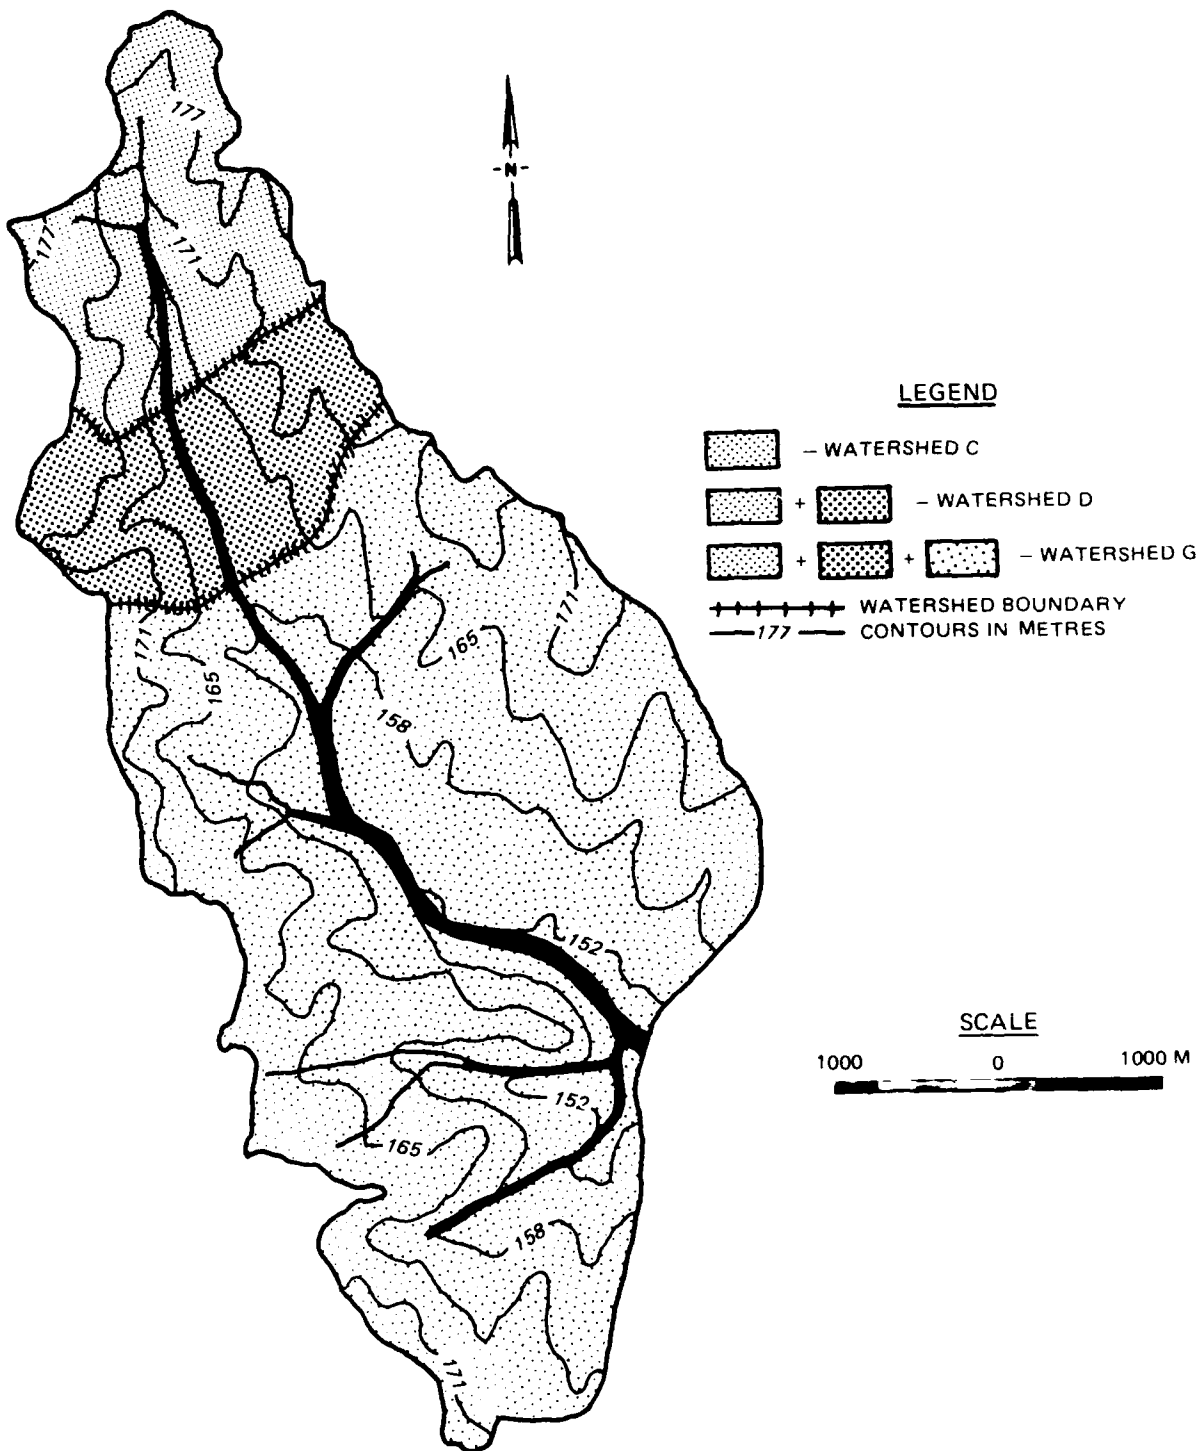 177
N
177
171
LEGEND
– WATERSHED C
+ – WATERSHED D
+ + – WATERSHED G
WATERSHED BOUNDARY
177 CONTOURS IN METRES
171
165
171
165
158
152
SCALE
1000 0 1000 M
152
165
158
171